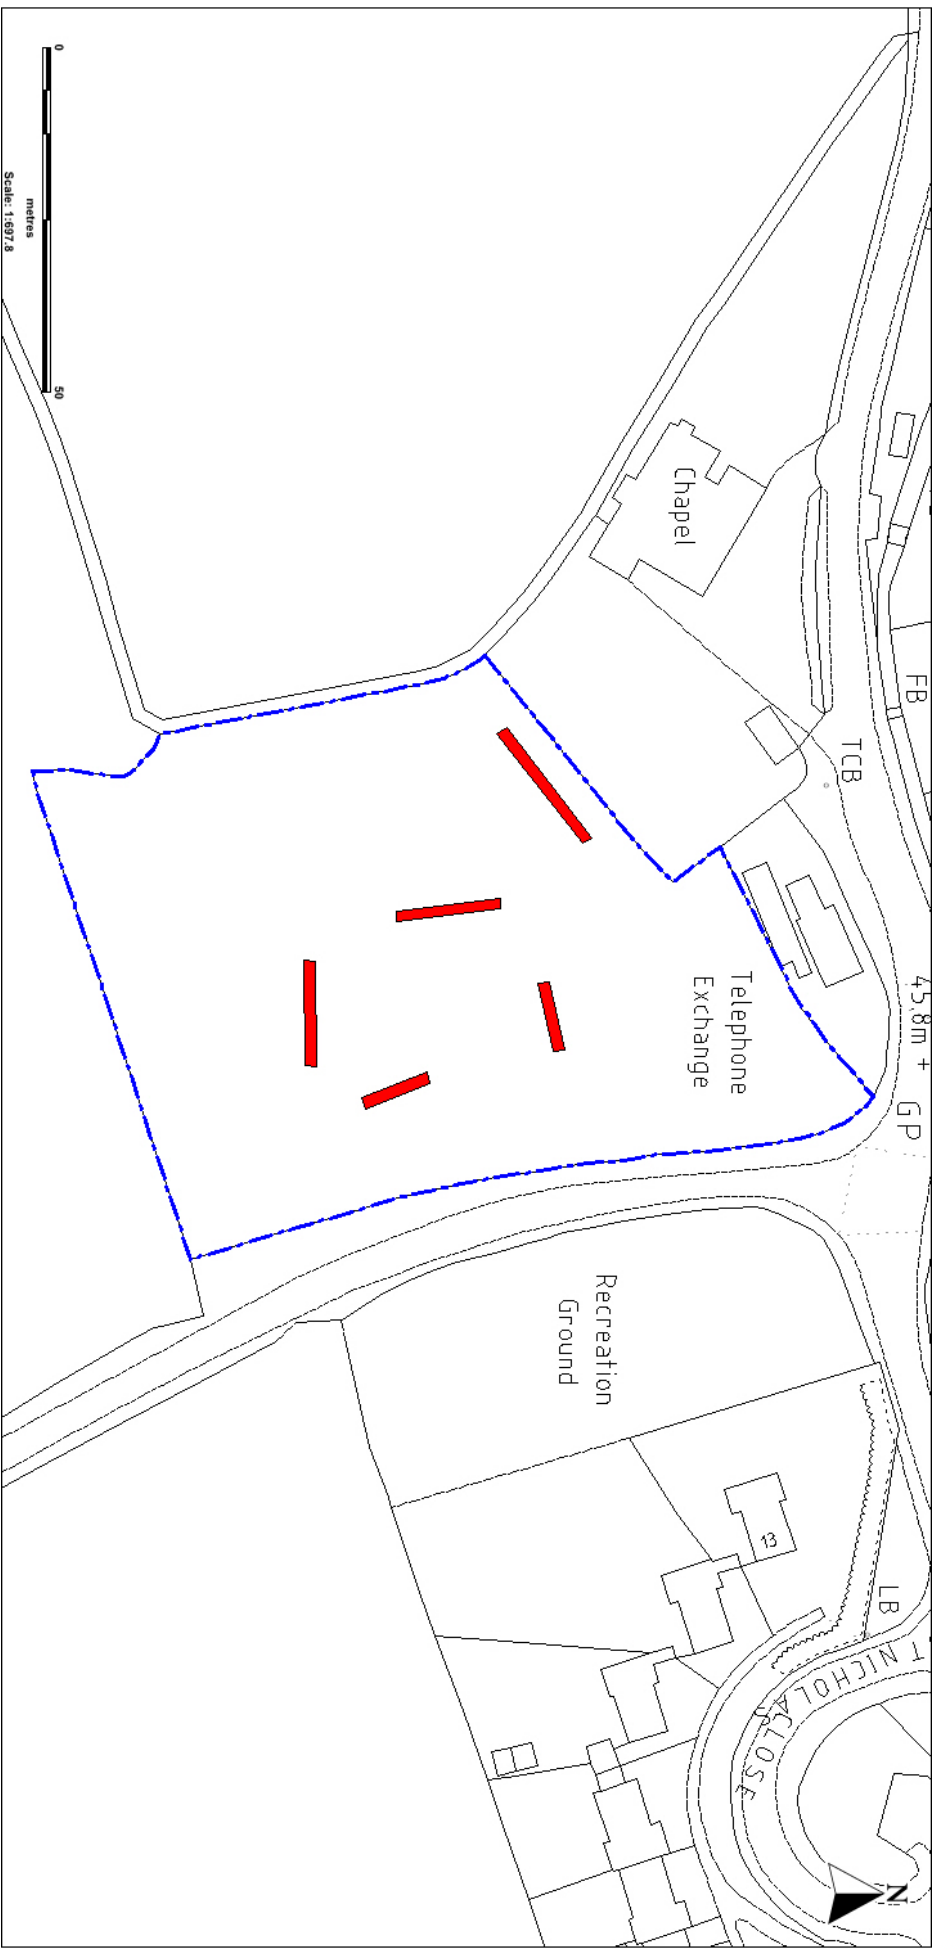 FB
TCB
45.8m +
GP
Chapel
Telephone
Exchange
Recreation
Ground
13
LB
T NICHOLAS
CLOSE
N
0
50
metres
Scale: 1:697.8